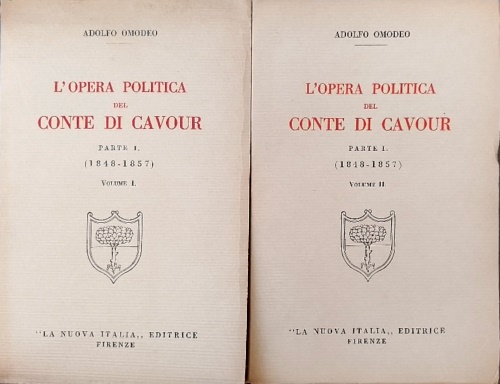 ADOLFO OMODEO
L'OPERA POLITICA
DEL
CONTE DI CAVOUR
PARTE I.
(1848-1857)
VOLUME I.
"LA NUOVA ITALIA,, EDITRICE
FIRENZE
ADOLFO OMODEO
L'OPERA POLITICA
DEL
CONTE DI CAVOUR
PARTE I.
(1848-1857)
VOLUME II
"LA NUOVA ITALIA,, EDITRICE
FIRENZE